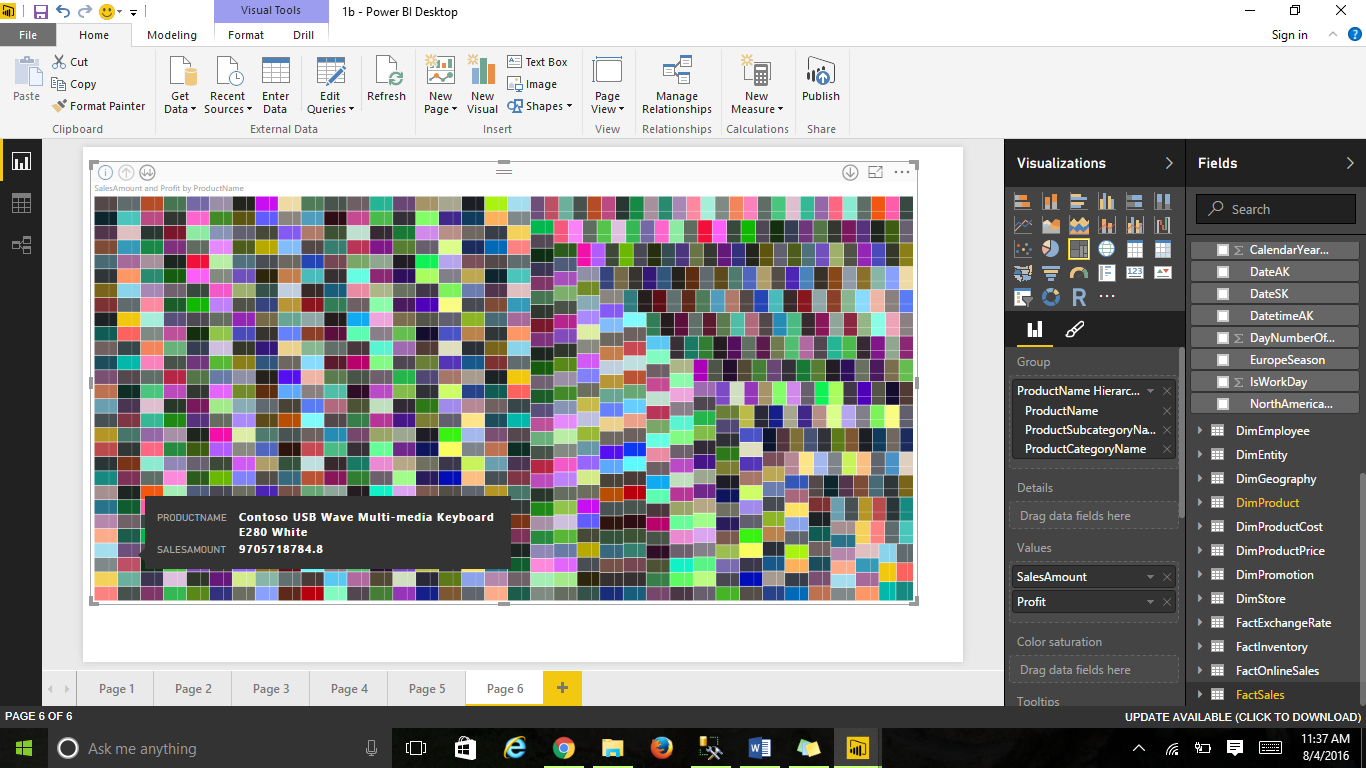 Visual Tools
1b - Power BI Desktop
File
Home
Modeling
Format
Drill
Sign in
Paste
Cut
Copy
Format Painter
Clipboard
Get Data
Recent Sources
Enter Data
Edit Queries
Refresh
External Data
New Page
New Visual
Text Box
Image
Shapes
Insert
Page View
View
Manage Relationships
Relationships
New Measure
Calculations
Publish
Share
SalesAmount and Profit by ProductName
PRODUCTNAME Contoso USB Wave Multi-media Keyboard
E280 White
SALESAMOUNT 9705718784.8
Visualizations
123
R
Group
ProductName Hierarc...
ProductName
ProductSubcategoryNa...
ProductCategoryName
Details
Drag data fields here
Values
SalesAmount
Profit
Color saturation
Drag data fields here
Tooltips
Fields
Search
Σ CalendarYear...
DateAK
DateSK
DatetimeAK
Σ DayNumberOf...
EuropeSeason
Σ IsWorkDay
NorthAmerica...
DimEmployee
DimEntity
DimGeography
DimProduct
DimProductCost
DimProductPrice
DimPromotion
DimStore
FactExchangeRate
FactInventory
FactOnlineSales
FactSales
Page 1
Page 2
Page 3
Page 4
Page 5
Page 6
+
PAGE 6 OF 6
UPDATE AVAILABLE (CLICK TO DOWNLOAD)
Ask me anything
11:37 AM
8/4/2016